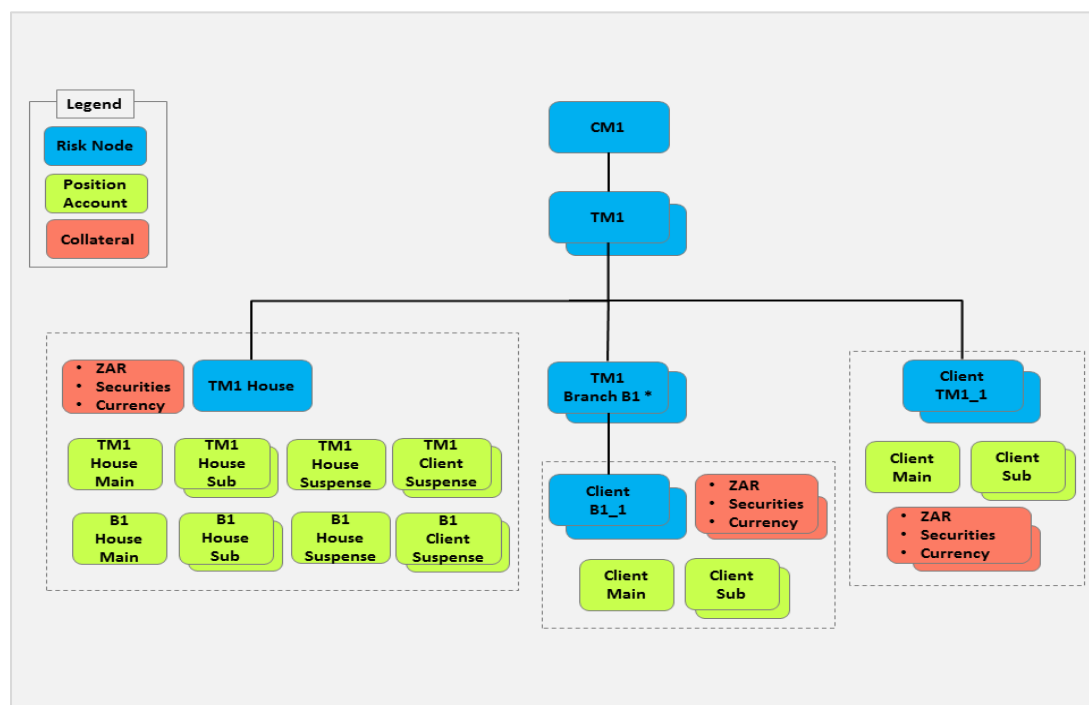 Legend
Risk Node
Position
Account
Collateral
CM1
TM1
• ZAR
• Securities
• Currency
TM1 House
TM1
House
Main
TM1
House
Sub
TM1
House
Suspense
TM1
Client
Suspense
B1
House
Main
B1
House
Sub
B1
House
Suspense
B1
Client
Suspense
TM1
Branch B1 *
Client
B1_1
• ZAR
• Securities
• Currency
Client
Main
Client
Sub
Client
TM1_1
Client
Main
Client
Sub
• ZAR
• Securities
• Currency